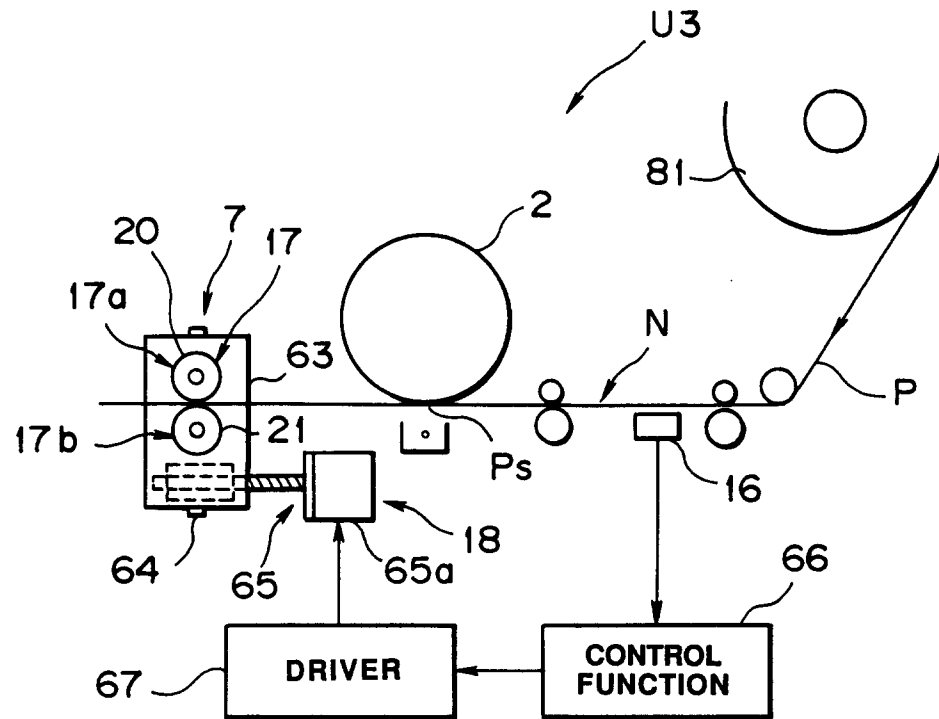 U3
81
2
7
20
17
17a
63
N
P
17b
21
Ps
16
18
64
65
65a
66
DRIVER
67
CONTROL
FUNCTION